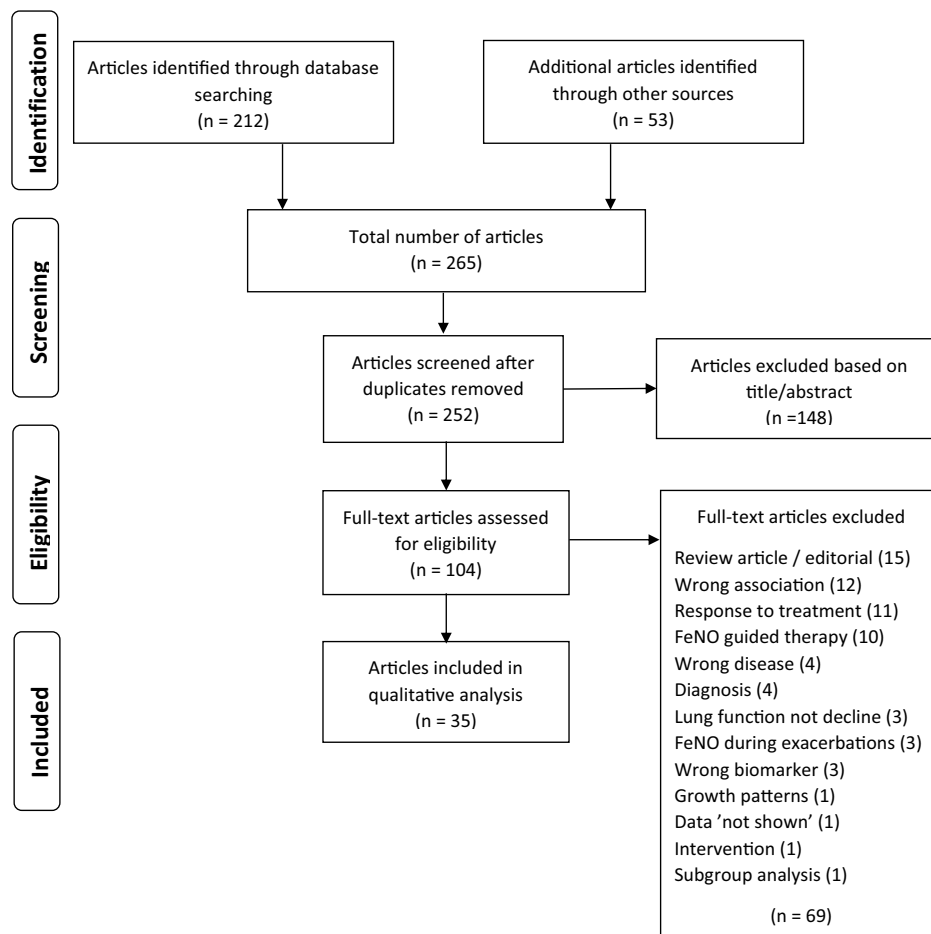 Identification
Articles identified through database
searching
(n = 212)
Additional articles identified
through other sources
(n = 53)
Screening
Total number of articles
(n = 265)
Articles screened after
duplicates removed
(n = 252)
Articles excluded based on
title/abstract
(n =148)
Eligibility
Full-text articles assessed
for eligibility
(n = 104)
Full-text articles excluded
Review article / editorial (15)
Wrong association (12)
Response to treatment (11)
FeNO guided therapy (10)
Wrong disease (4)
Diagnosis (4)
Lung function not decline (3)
FeNO during exacerbations (3)
Wrong biomarker (3)
Growth patterns (1)
Data ’not shown’ (1)
Intervention (1)
Subgroup analysis (1)
(n = 69)
Included
Articles included in
qualitative analysis
(n = 35)